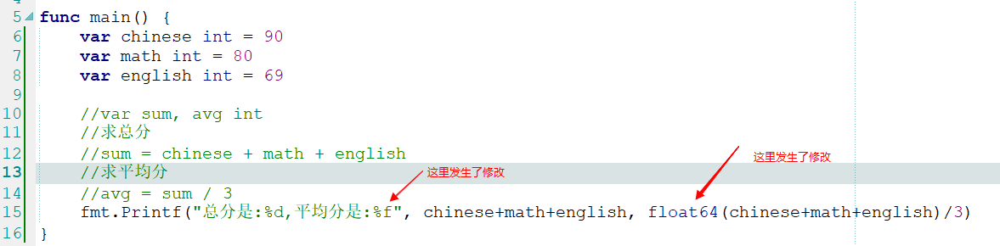 5 func main() {
6 var chinese int = 90
7 var math int = 80
8 var english int = 69
9
10 //var sum, avg int
11 //求总分
12 //sum = chinese + math + english
13 //求平均分
这里发生了修改
这里发生了修改
14 //avg = sum / 3
15 fmt.Printf("总分是:%d,平均分是:%f", chinese+math+english, float64(chinese+math+english)/3)
16 }